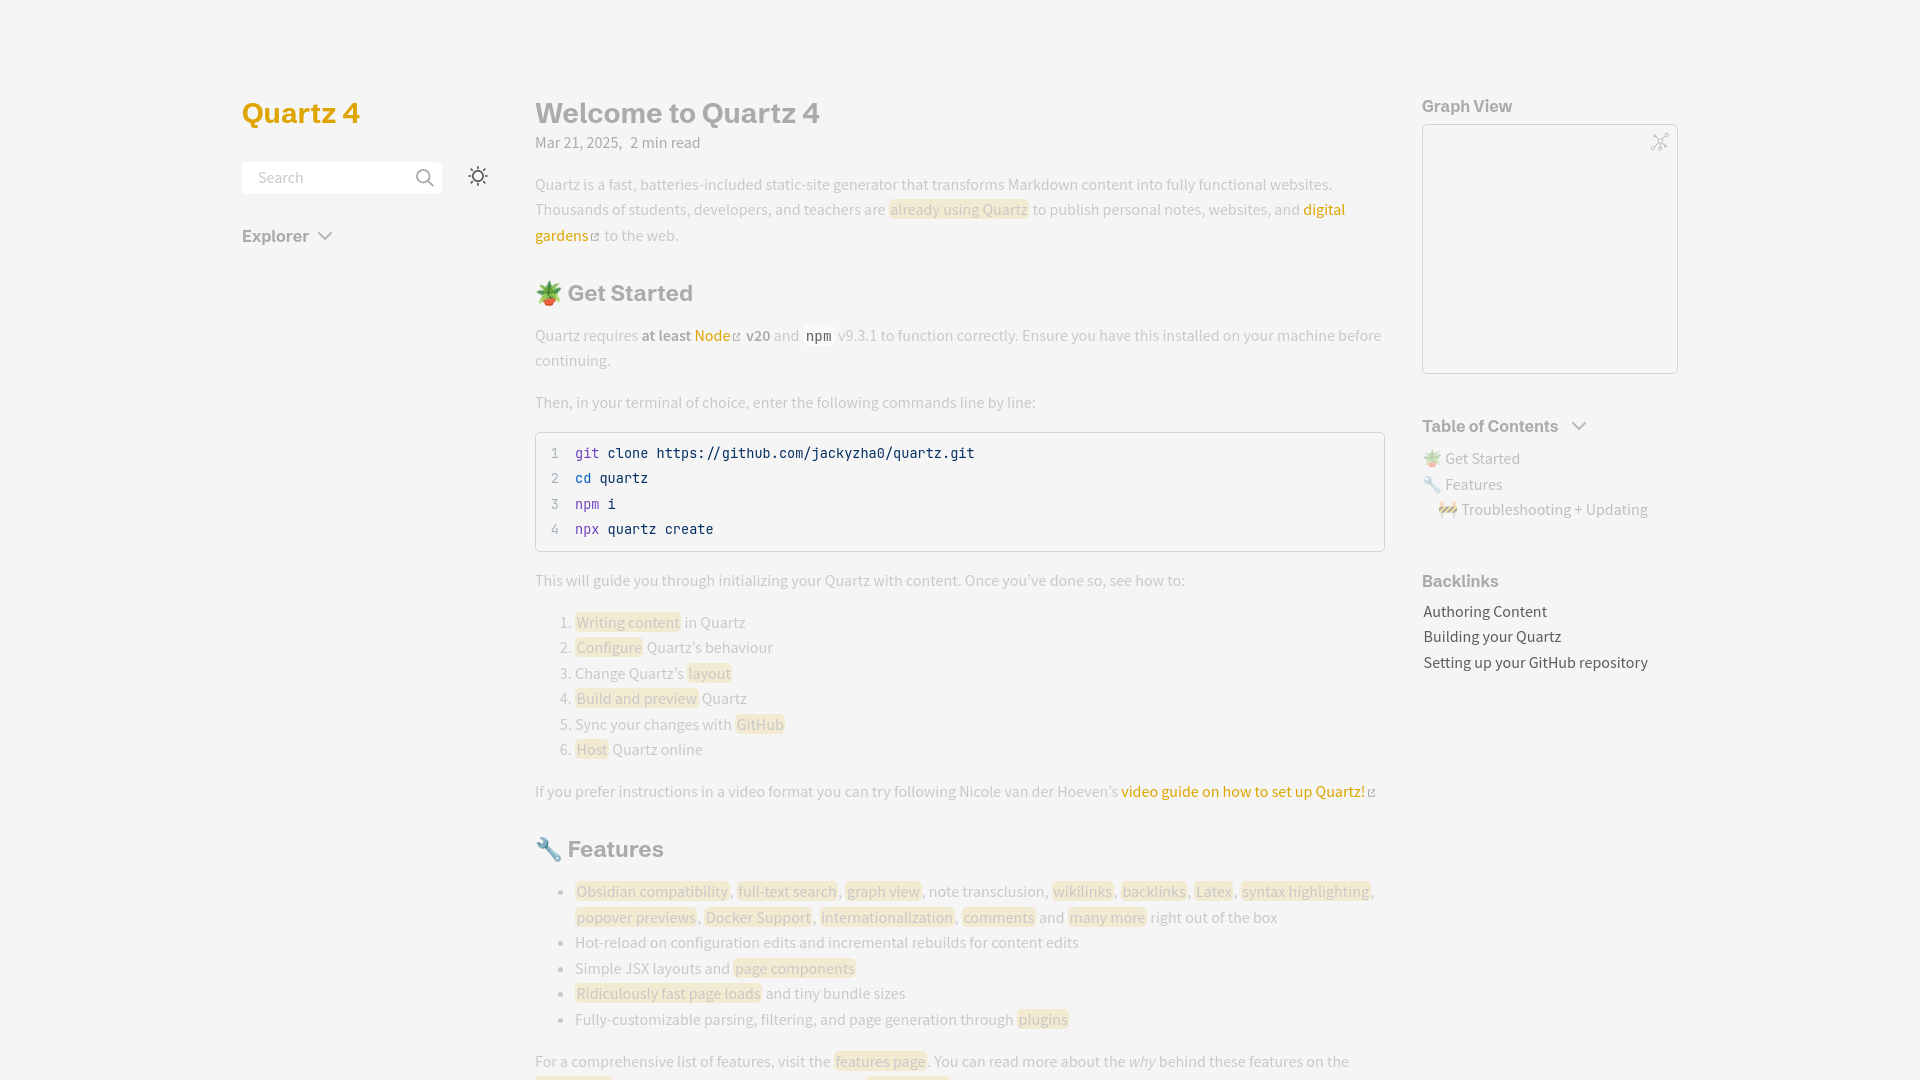 Quartz 4
Search
Explorer
Welcome to Quartz 4
Mar 21, 2025, 2 min read
Quartz is a fast, batteries-included static-site generator that transforms Markdown content into fully functional websites.
Thousands of students, developers, and teachers are already using Quartz to publish personal notes, websites, and digital
gardens to the web.
🪴 Get Started
Quartz requires at least Node v20 and npm v9.3.1 to function correctly. Ensure you have this installed on your machine before
continuing.
Then, in your terminal of choice, enter the following commands line by line:
1 git clone https://github.com/jackyzha0/quartz.git
2 cd quartz
3 npm i
4 npx quartz create
This will guide you through initializing your Quartz with content. Once you’ve done so, see how to:
1. Writing content in Quartz
2. Configure Quartz’s behaviour
3. Change Quartz’s layout
4. Build and preview Quartz
5. Sync your changes with GitHub
6. Host Quartz online
If you prefer instructions in a video format you can try following Nicole van der Hoeven’s video guide on how to set up Quartz!
🔧 Features
• Obsidian compatibility, full-text search, graph view, note transclusion, wikilinks, backlinks, Latex, syntax highlighting,
popover previews, Docker Support, internationalization, comments and many more right out of the box
• Hot-reload on configuration edits and incremental rebuilds for content edits
• Simple JSX layouts and page components
• Ridiculously fast page loads and tiny bundle sizes
• Fully-customizable parsing, filtering, and page generation through plugins
For a comprehensive list of features, visit the features page. You can read more about the why behind these features on the
Graph View
Table of Contents
🪴 Get Started
🔧 Features
🚧 Troubleshooting + Updating
Backlinks
Authoring Content
Building your Quartz
Setting up your GitHub repository